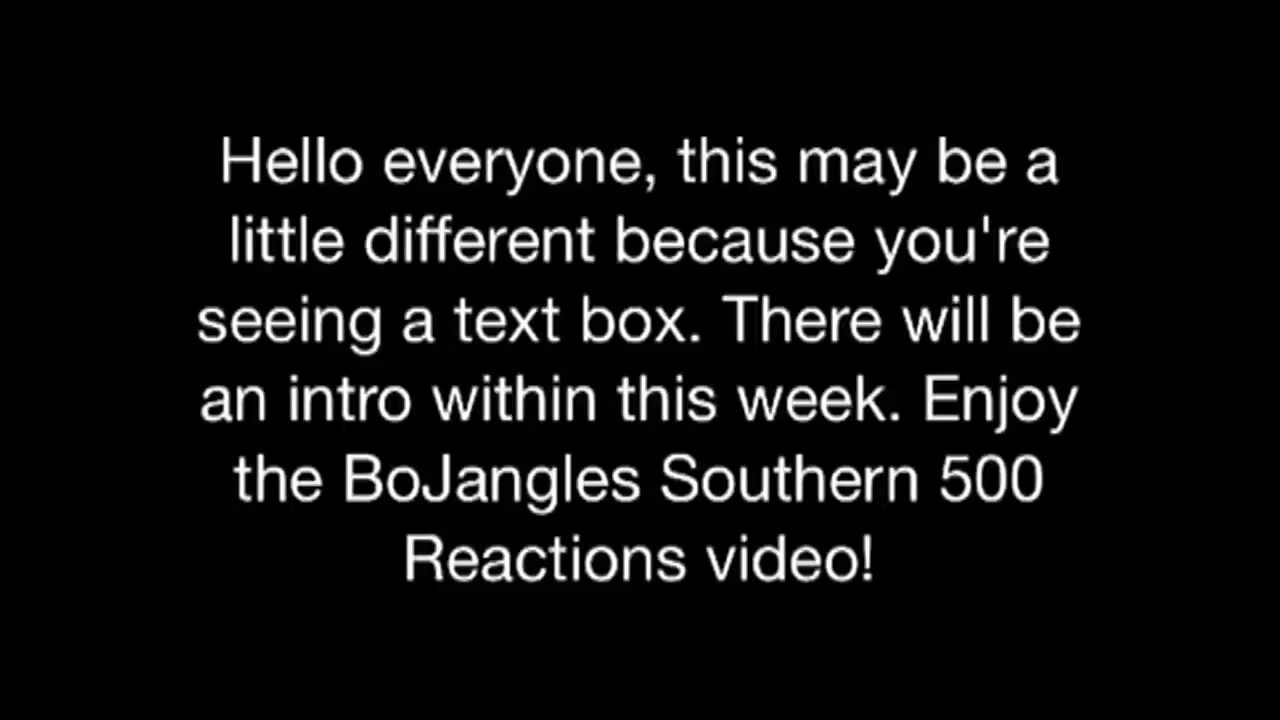 Hello everyone, this may be a
little different because you're
seeing a text box. There will be
an intro within this week. Enjoy
the BoJangles Southern 500
Reactions video!